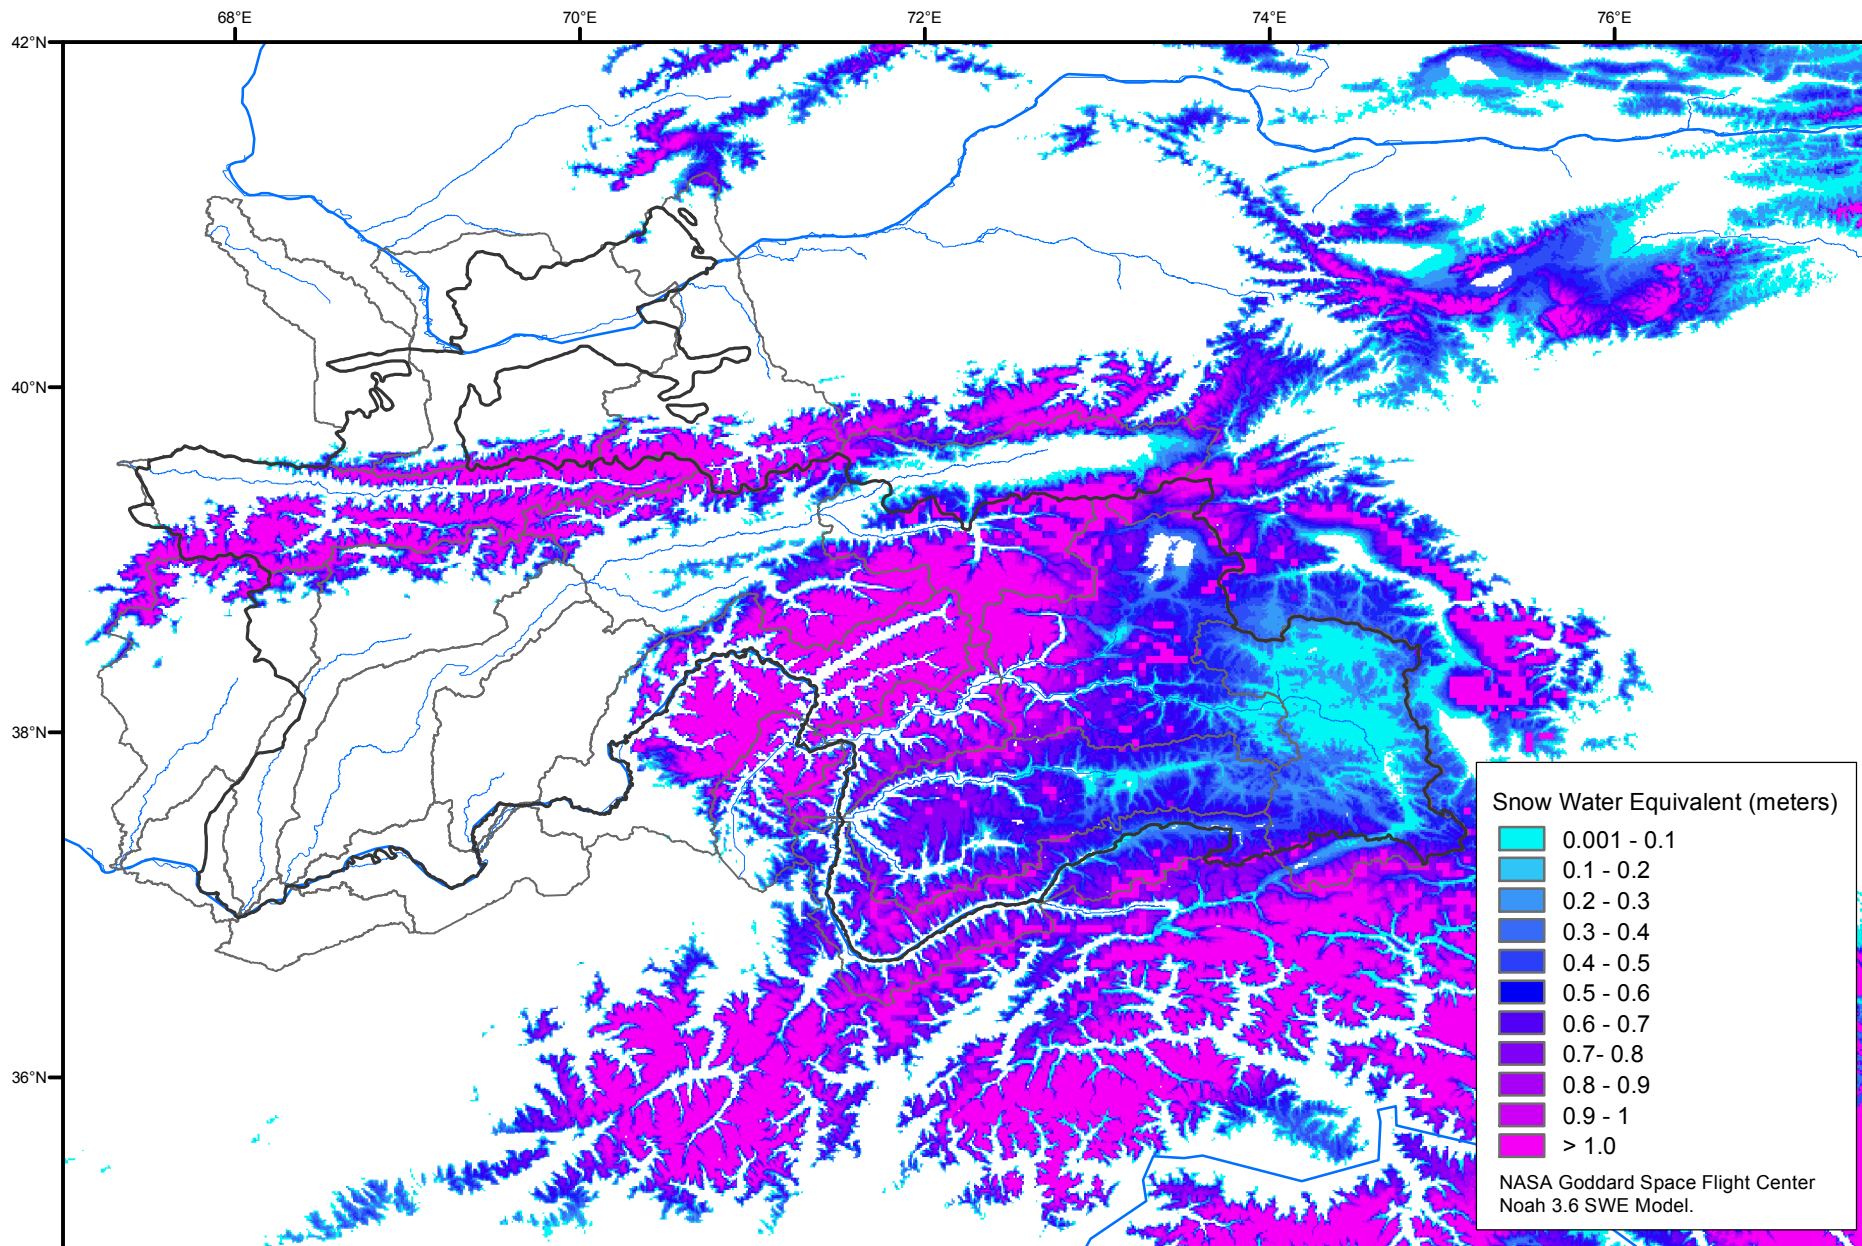 68°E 70°E 72°E 74°E 76°E
42°N
40°N
38°N
36°N
Snow Water Equivalent (meters)
0.001 - 0.1
0.1 - 0.2
0.2 - 0.3
0.3 - 0.4
0.4 - 0.5
0.5 - 0.6
0.6 - 0.7
0.7- 0.8
0.8 - 0.9
0.9 - 1
> 1.0
NASA Goddard Space Flight Center
Noah 3.6 SWE Model.